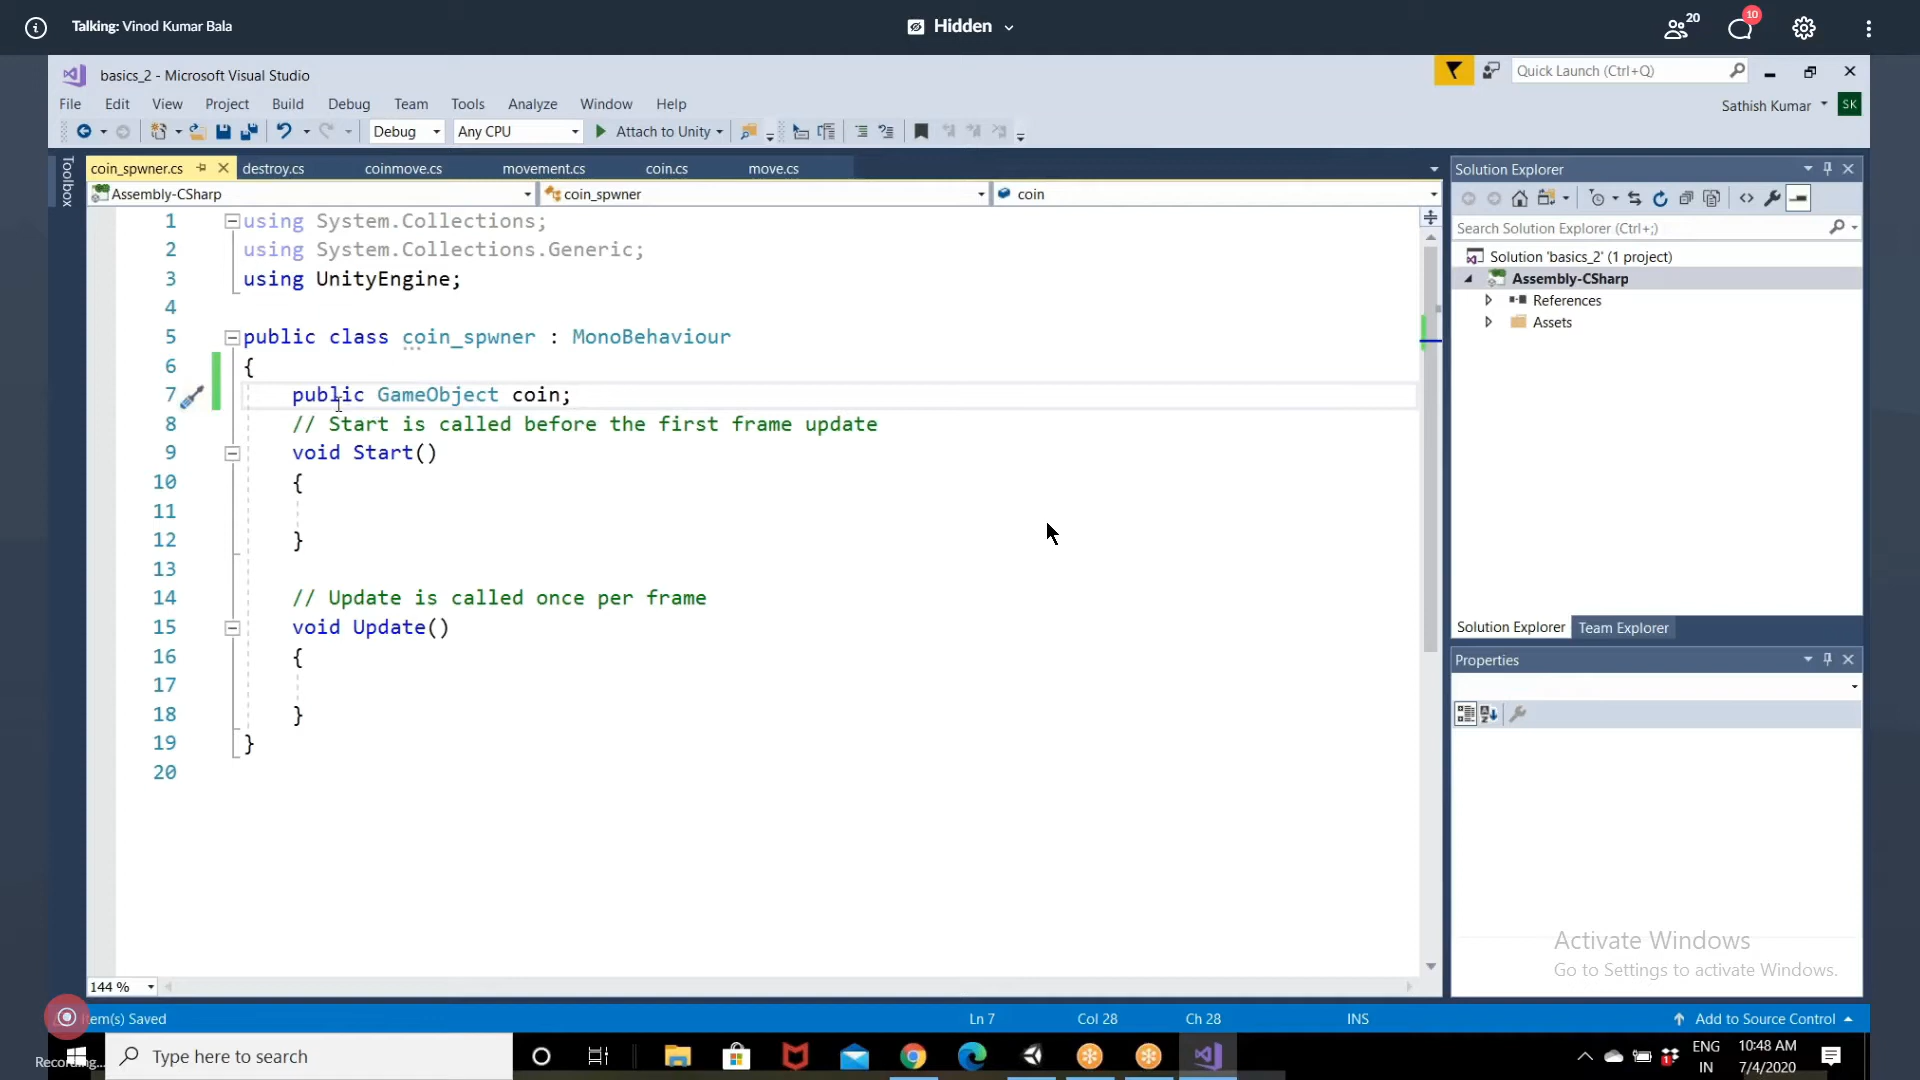 Talking: Vinod Kumar Bala
Hidden
20
10
basics_2 - Microsoft Visual Studio
Quick Launch (Ctrl+Q)
File Edit View Project Build Debug Team Tools Analyze Window Help
Sathish Kumar SK
Debug Any CPU Attach to Unity
Toolbox
coin_spwner.cs destroy.cs coinmove.cs movement.cs coin.cs move.cs
Assembly-CSharp coin_spwner coin
1 using System.Collections;
2 using System.Collections.Generic;
3 using UnityEngine;
4
5 public class coin_spwner : MonoBehaviour
6 {
7 public GameObject coin;
8 // Start is called before the first frame update
9 void Start()
10 {
11
12 }
13
14 // Update is called once per frame
15 void Update()
16 {
17
18 }
19 }
20
144 %
Solution Explorer
Search Solution Explorer (Ctrl+;)
Solution 'basics_2' (1 project)
Assembly-CSharp
References
Assets
Solution Explorer Team Explorer
Properties
Activate Windows
Go to Settings to activate Windows.
Item(s) Saved Ln 7 Col 28 Ch 28 INS Add to Source Control
Recording...
Type here to search
ENG
IN
10:48 AM
7/4/2020